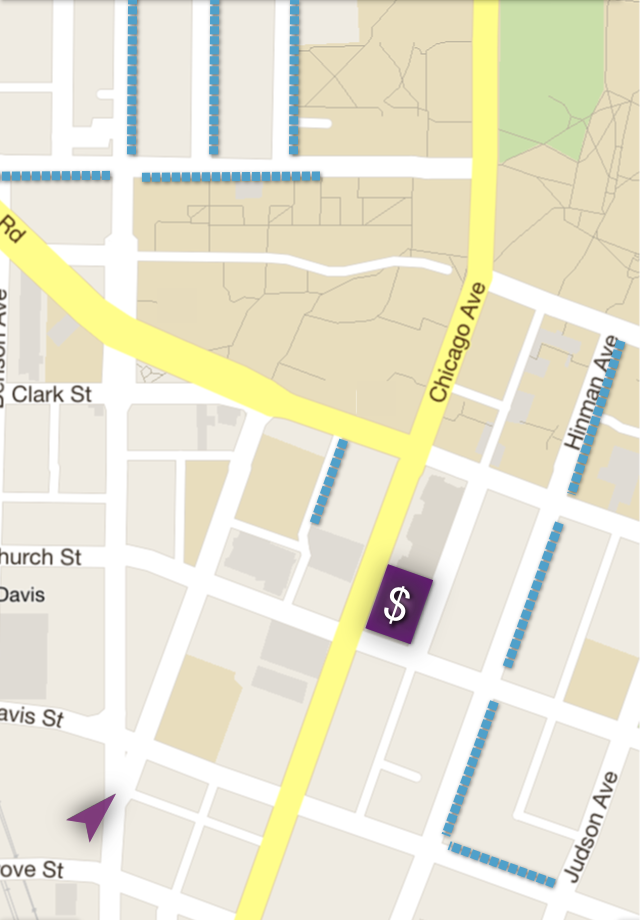 Rd
Chicago Ave
Hinman Ave
Clark St
hurch St
Davis
$
avis St
Judson Ave
ove St